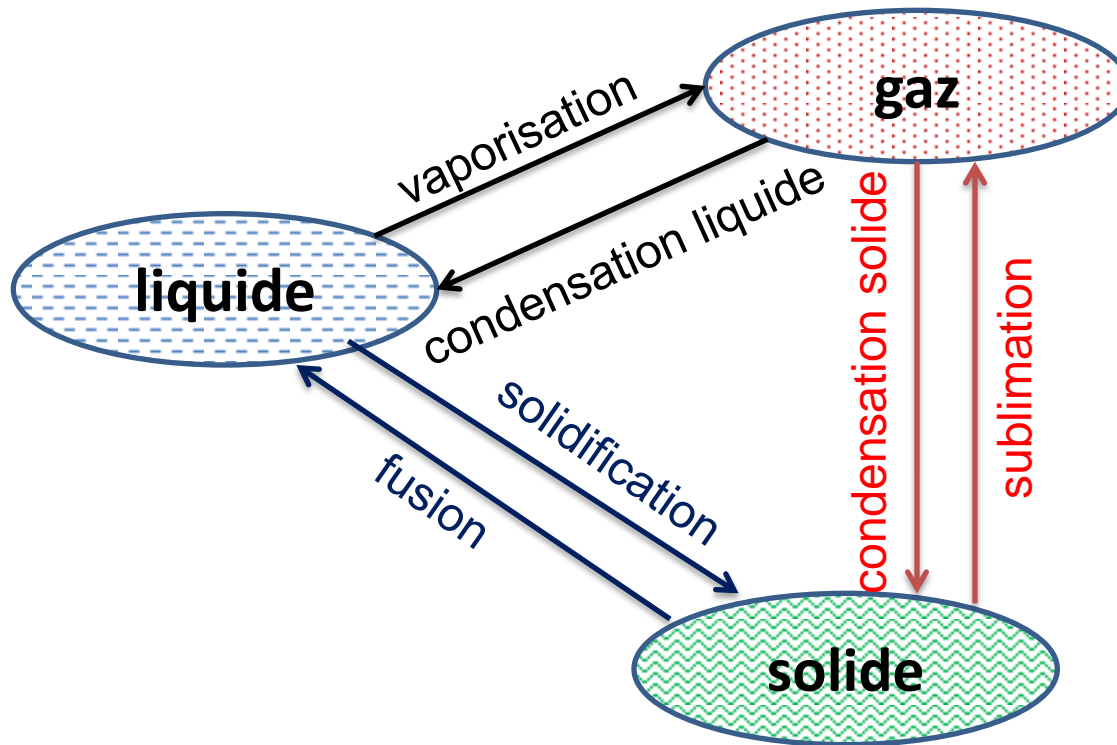 gaz
vaporisation
condensation liquide
liquide
condensation solide
sublimation
solidification
fusion
solide